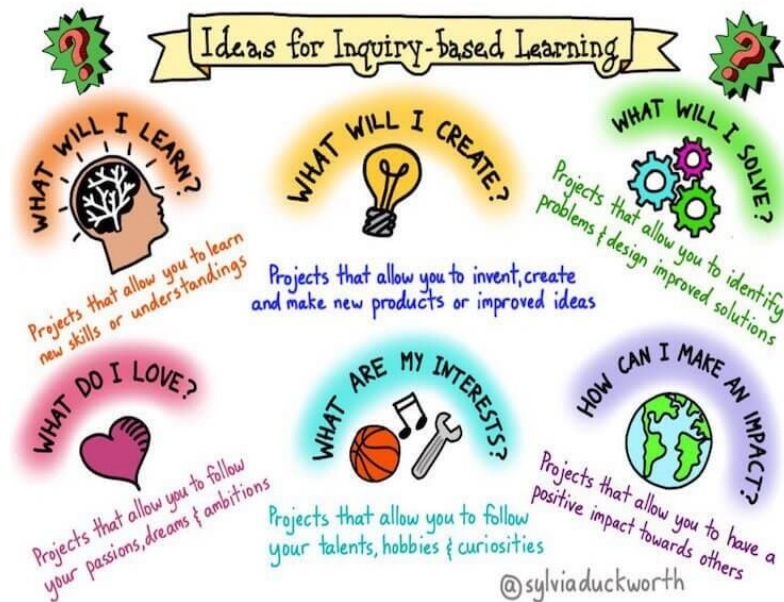 Ideas for Inquiry-based Learning
WHAT WILL I LEARN?
Projects that allow you to learn
new skills or understandings
WHAT WILL I CREATE?
Projects that allow you to invent, create
and make new products or improved ideas
WHAT WILL I SOLVE?
Projects that allow you to identity
problems & design improved solutions
WHAT DO I LOVE?
Projects that allow you to follow
your passions, dreams & ambitions
WHAT ARE MY INTERESTS?
Projects that allow you to follow
your talents, hobbies & curiosities
HOW CAN I MAKE AN IMPACT?
Projects that allow you to have a
positive impact towards others
@sylviaduckworth